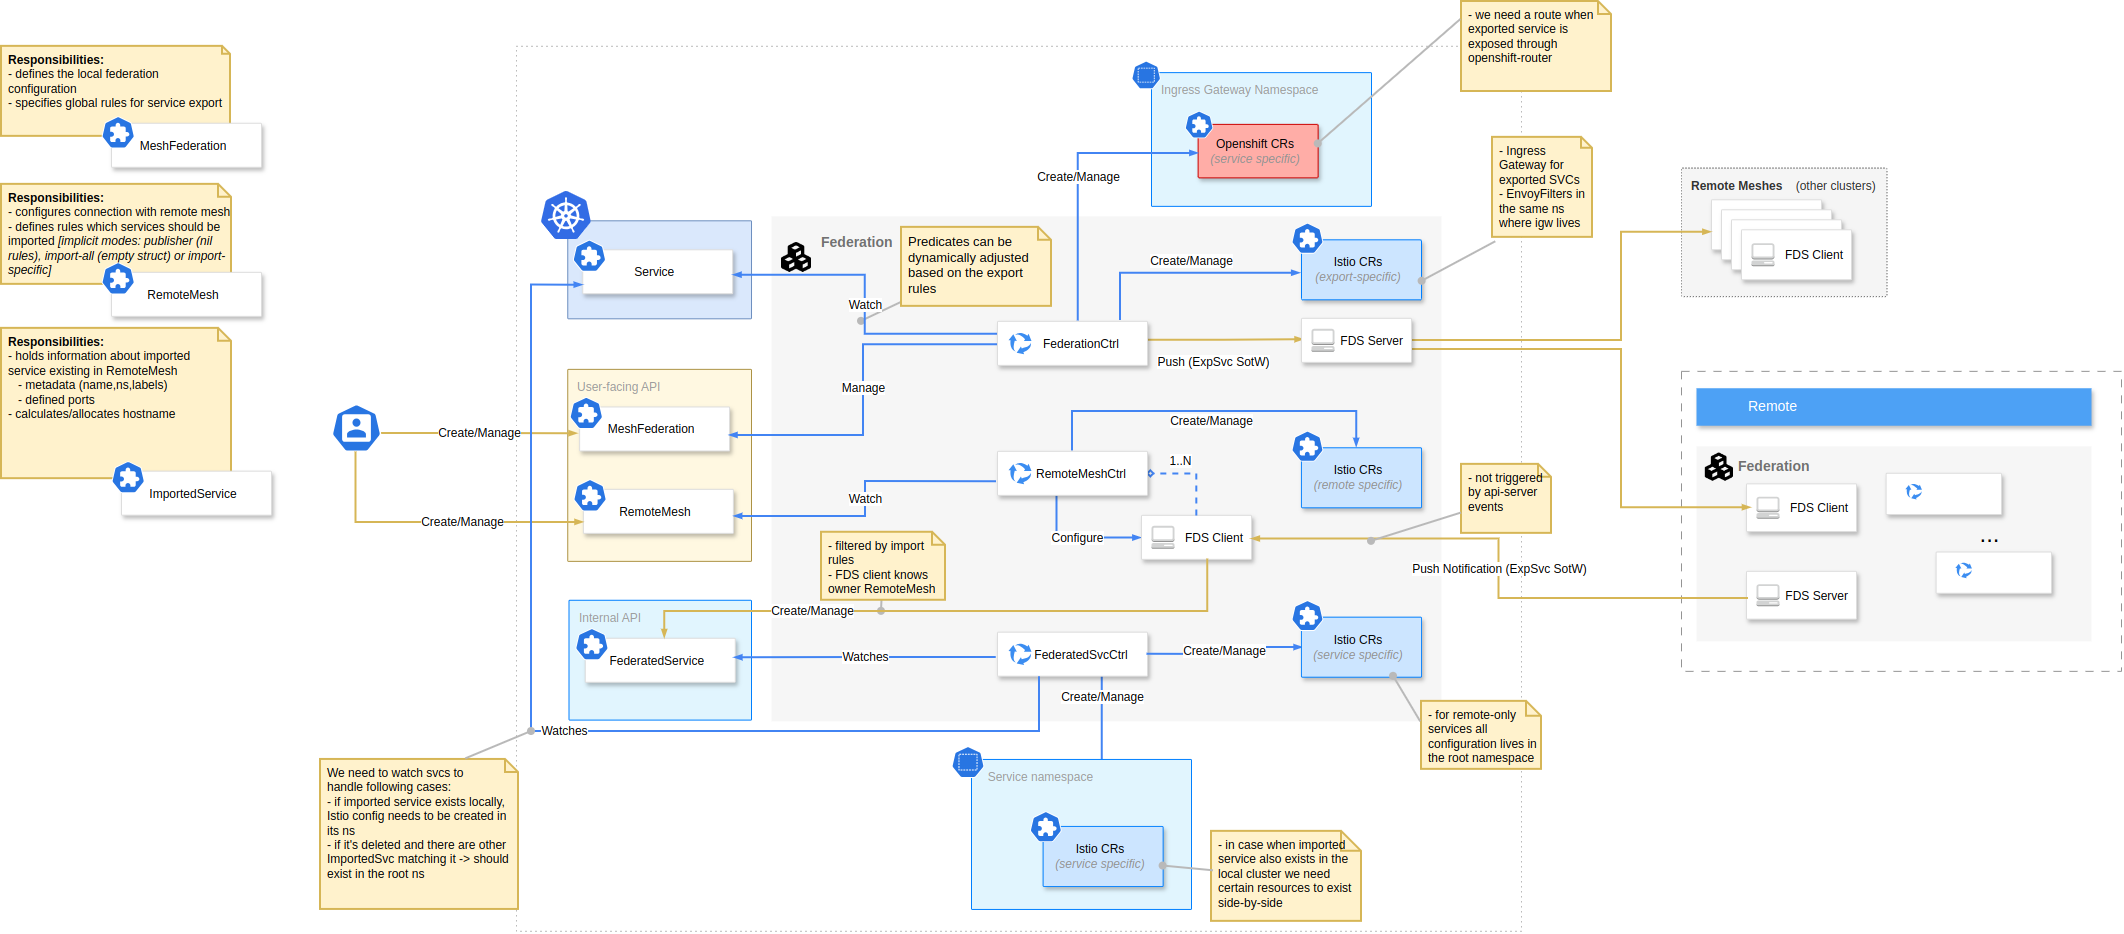 Responsibilities:
- defines the local federation
configuration
- specifies global rules for service export
MeshFederation
Responsibilities:
- configures connection with remote mesh
- defines rules which services should be
imported [implicit modes: publisher (nil
rules), import-all (empty struct) or import-
specific]
RemoteMesh
Responsibilities:
- holds information about imported
service existing in RemoteMesh
- metadata (name,ns,labels)
- defined ports
- calculates/allocates hostname
ImportedService
Create/Manage
Create/Manage
Service
User-facing API
MeshFederation
RemoteMesh
Internal API
FederatedService
Watches
We need to watch svcs to
handle following cases:
- if imported service exists locally,
Istio config needs to be created in
its ns
- if it's deleted and there are other
ImportedSvc matching it -> should
exist in the root ns
Federation
Predicates can be
dynamically adjusted
based on the export
rules
Watch
Manage
Watch
- filtered by import
rules
- FDS client knows
owner RemoteMesh
Create/Manage
Watches
Create/Manage
Ingress Gateway Namespace
Openshift CRs
(service specific)
- we need a route when
exported service is
exposed through
openshift-router
Create/Manage
Istio CRs
(export-specific)
- Ingress
Gateway for
exported SVCs
- EnvoyFilters in
the same ns
where igw lives
FederationCtrl
Push (ExpSvc SotW)
FDS Server
Create/Manage
RemoteMeshCtrl
1..N
Istio CRs
(remote specific)
Configure
FDS Client
- not triggered
by api-server
events
Push Notification (ExpSvc SotW)
FederatedSvcCtrl
Create/Manage
Istio CRs
(service specific)
- for remote-only
services all
configuration lives in
the root namespace
Create/Manage
Service namespace
Istio CRs
(service specific)
- in case when imported
service also exists in the
local cluster we need
certain resources to exist
side-by-side
Remote Meshes (other clusters)
FDS Client
Remote
Federation
FDS Client
...
FDS Server